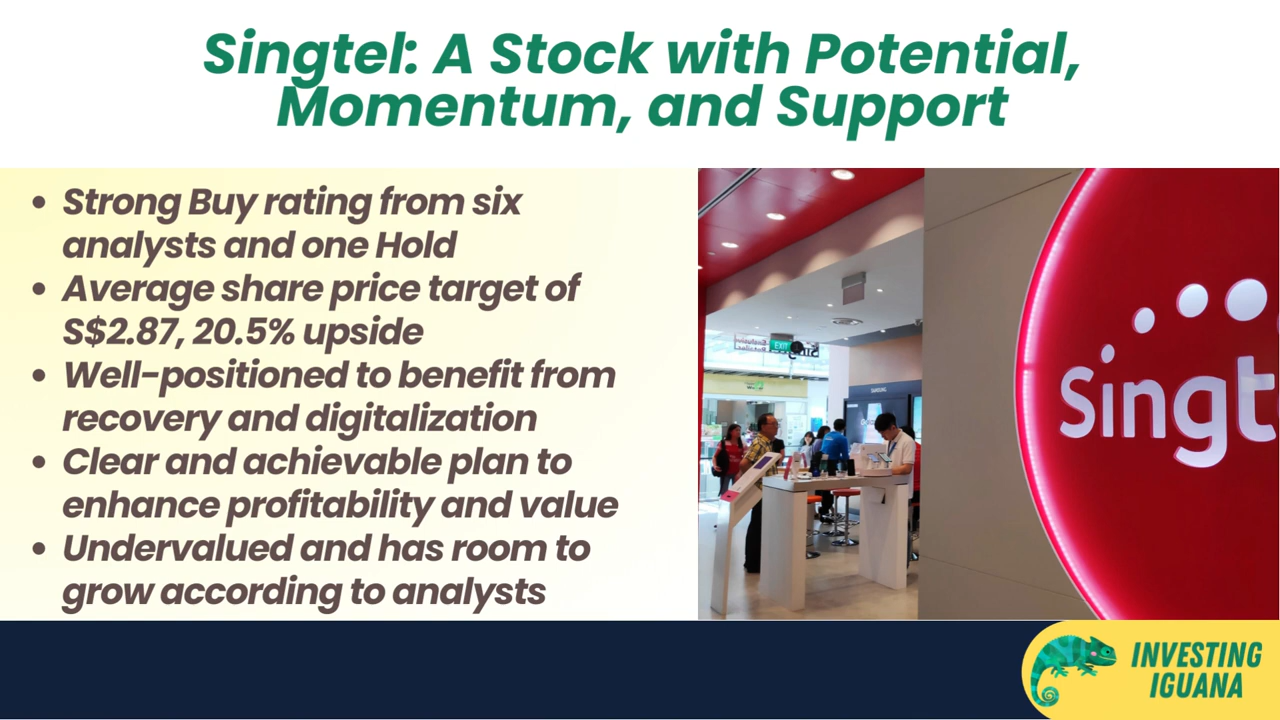 Singtel: A Stock with Potential,
Momentum, and Support
• Strong Buy rating from six
analysts and one Hold
• Average share price target of
S$2.87, 20.5% upside
• Well-positioned to benefit from
recovery and digitalization
• Clear and achievable plan to
enhance profitability and value
• Undervalued and has room to
grow according to analysts
EXIT
SAMSUNG
Singt
INVESTING
IGUANA